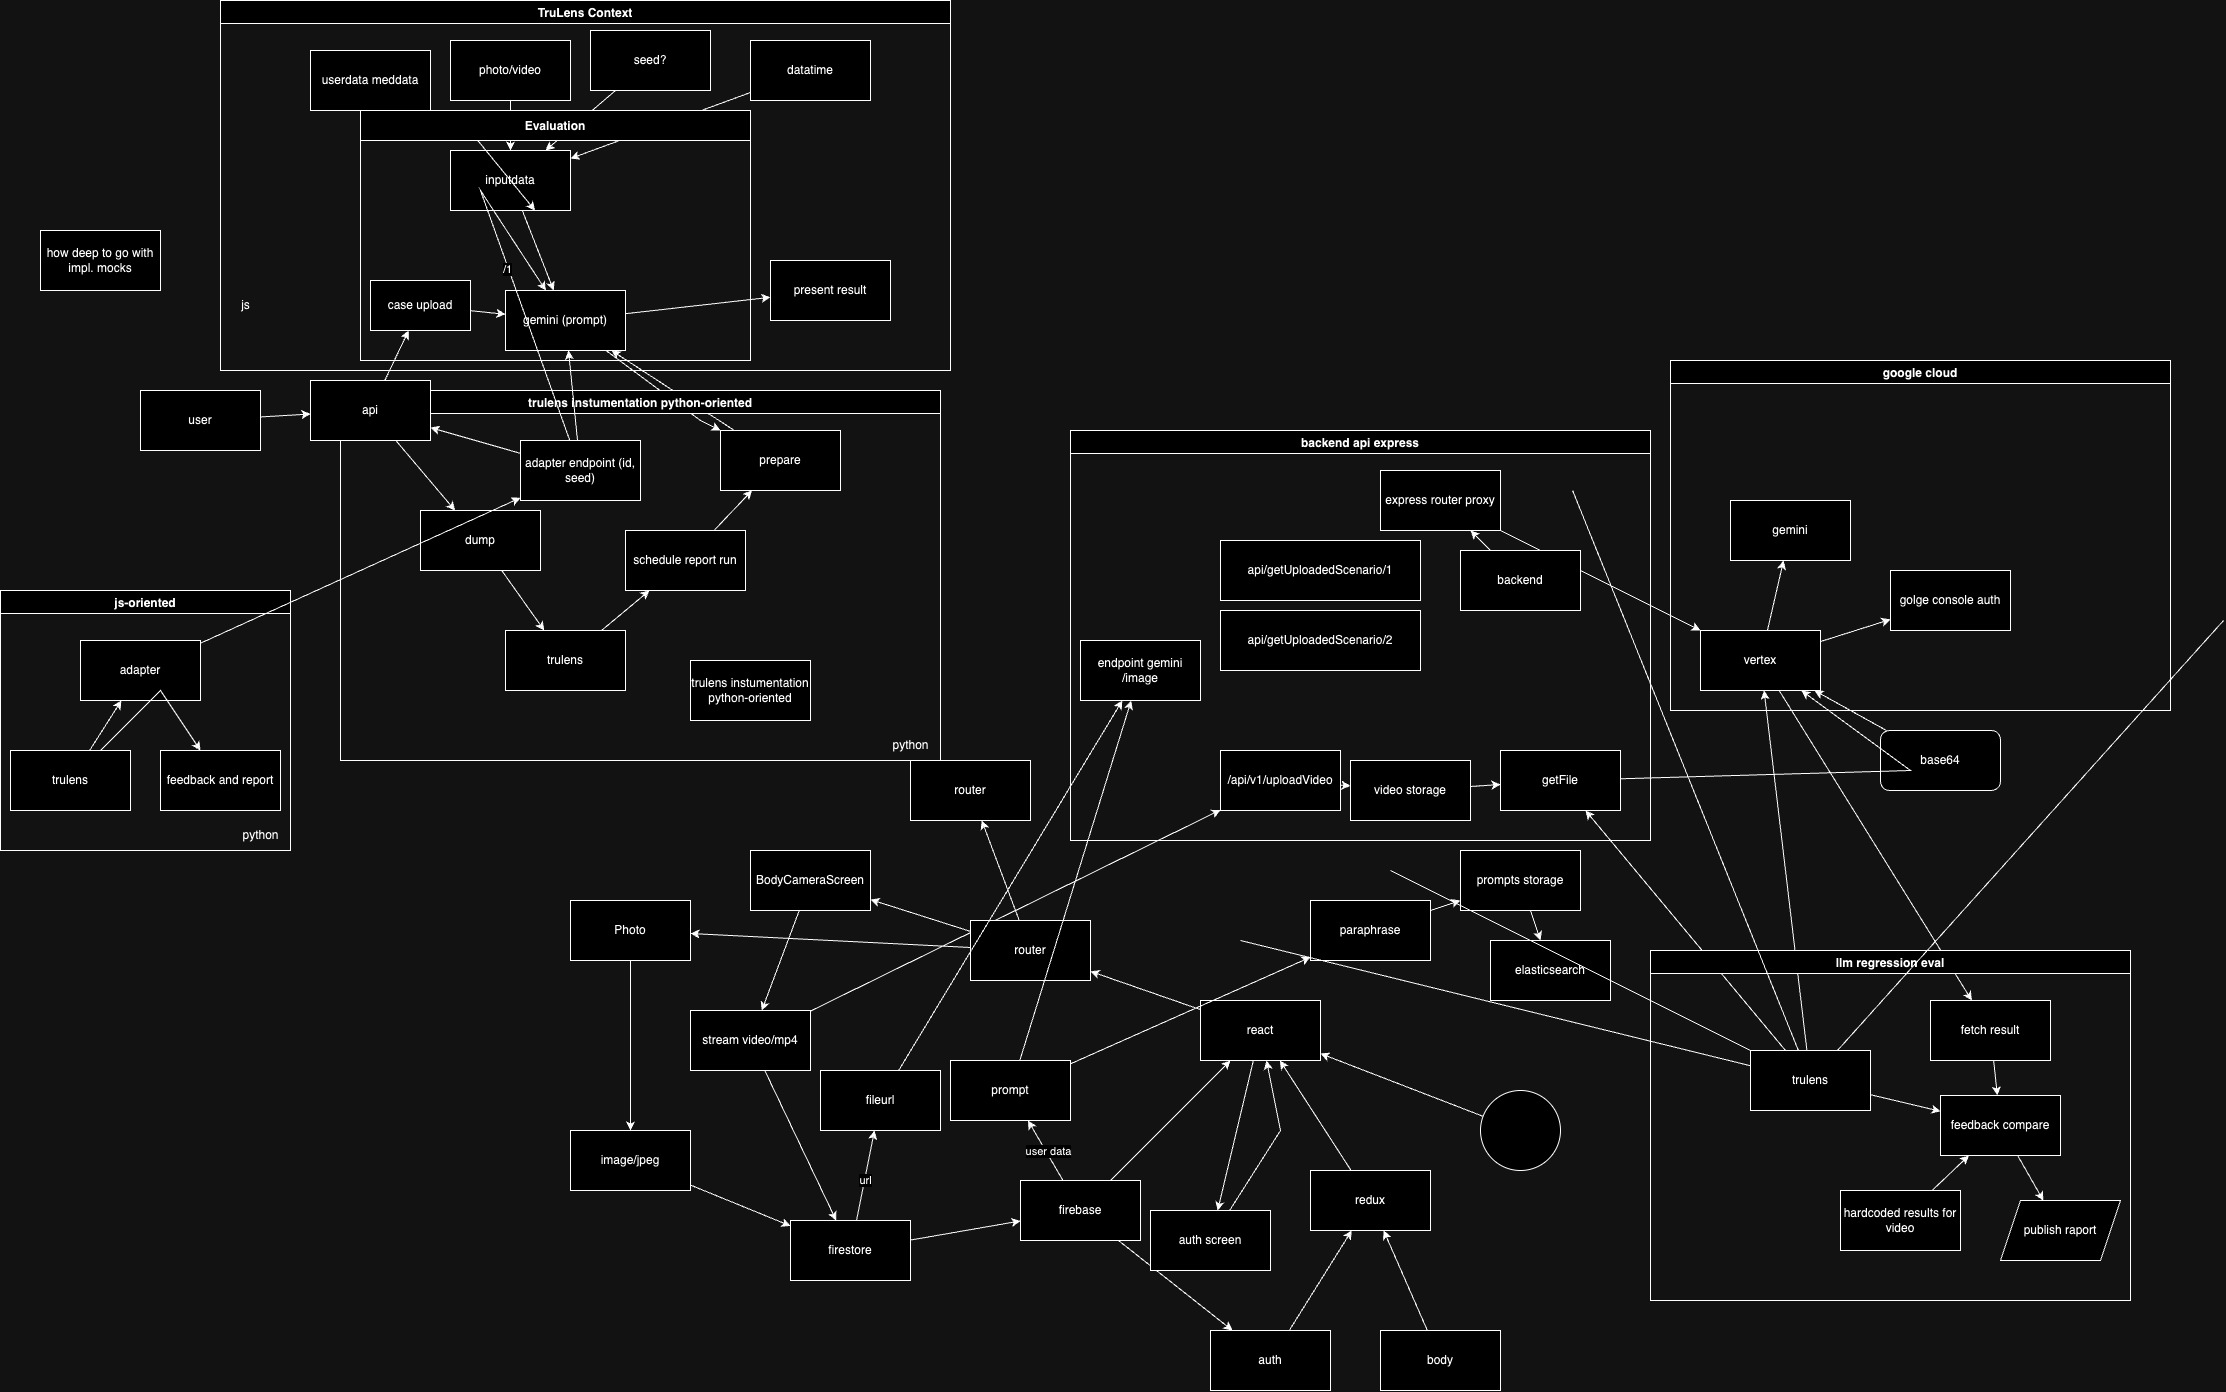 TruLens Context
userdata meddata
photo/video
seed?
datatime
Evaluation
inputdata
/1
how deep to go with
impl. mocks
js
case upload
gemini (prompt)
present result
user
api
trulens instumentation python-oriented
adapter endpoint (id,
seed)
prepare
dump
schedule report run
trulens
trulens instumentation
python-oriented
python
js-oriented
adapter
trulens
feedback and report
python
backend api express
express router proxy
api/getUploadedScenario/1
backend
api/getUploadedScenario/2
endpoint gemini
/image
/api/v1/uploadVideo
video storage
getFile
google cloud
gemini
golge console auth
vertex
base64
router
BodyCameraScreen
Photo
router
paraphrase
prompts storage
elasticsearch
stream video/mp4
react
fileurl
prompt
user data
image/jpeg
url
firestore
firebase
auth screen
redux
auth
body
llm regression eval
fetch result
trulens
feedback compare
hardcoded results for
video
publish raport